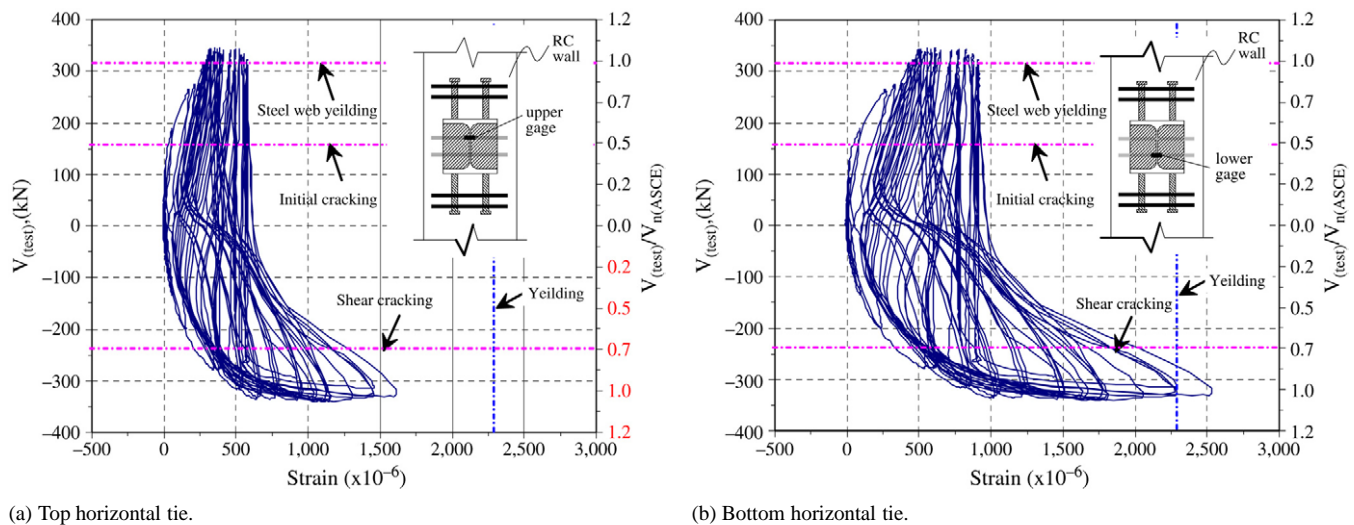 400
300
200
100
0
−100
−200
−300
−400
V(test),(kN)
−500
0
500
1,000
1,500
2,000
2,500
3,000
Strain (x10−6)
1.2
1.0
0.7
0.5
0.2
0.0
0.2
0.5
0.7
1.0
1.2
V(test)/Vn(ASCE)
RC
wall
Steel web yeilding
upper
gage
Initial cracking
Shear cracking
Yeilding
(a) Top horizontal tie.
400
300
200
100
0
−100
−200
−300
−400
V(test),(kN)
−500
0
500
1,000
1,500
2,000
2,500
3,000
Strain (x10−6)
1.2
1.0
0.7
0.5
0.2
0.0
0.2
0.5
0.7
1.0
1.2
V(test)/Vn(ASCE)
RC
wall
Steel web yielding
lower
gage
Initial cracking
Shear cracking
Yeilding
(b) Bottom horizontal tie.